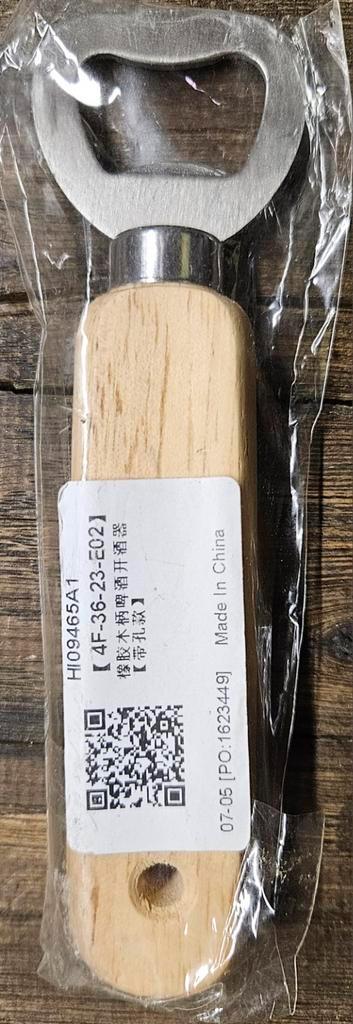 HI09465A1
【4F-36-23-E02】
橡胶木柄啤酒开酒器
【带孔款】
Made In China
07-05 [PO:1623449]